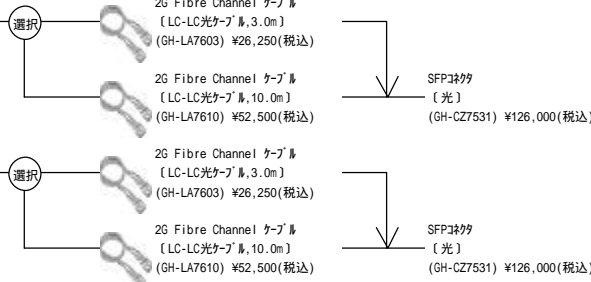 2G Fibre Channel ケーブル
選択
〔LC-LC光ケーブル,3.0m〕
(GH-LA7603) ¥26,250(税込)
2G Fibre Channel ケーブル
SFPコネクタ
〔LC-LC光ケーブル,10.0m〕
〔光〕
(GH-LA7610) ¥52,500(税込)
(GH-CZ7531) ¥126,000(税込)
2G Fibre Channel ケーブル
選択
〔LC-LC光ケーブル,3.0m〕
(GH-LA7603) ¥26,250(税込)
2G Fibre Channel ケーブル
SFPコネクタ
〔LC-LC光ケーブル,10.0m〕
〔光〕
(GH-LA7610) ¥52,500(税込)
(GH-CZ7531) ¥126,000(税込)